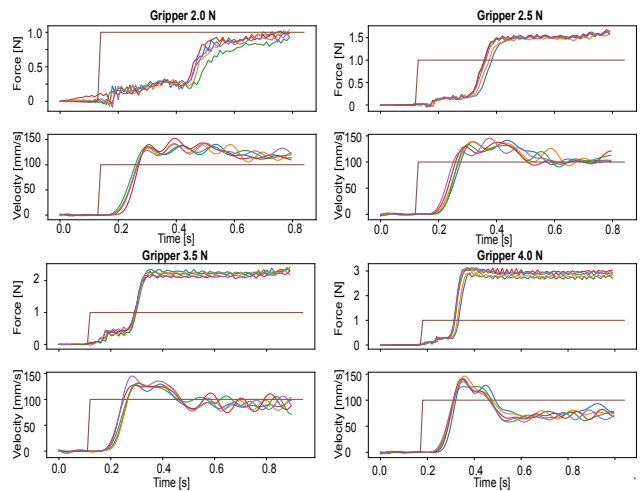 Gripper 2.0 N
Force [N]
1.0
0.5
0
Velocity [mm/s]
150
100
50
0
0.0 0.2 0.4 0.6 0.8
Time [s]
Gripper 2.5 N
Force [N]
1.5
1.0
0.5
0.0
Velocity [mm/s]
150
100
50
0
0.0 0.2 0.4 0.6 0.8
Time [s]
Gripper 3.5 N
Force [N]
2
1
0
Velocity [mm/s]
150
100
50
0
0.0 0.2 0.4 0.6 0.8
Time [s]
Gripper 4.0 N
Force [N]
3
2
1
0
Velocity [mm/s]
150
100
50
0
0.0 0.2 0.4 0.6 0.8
Time [s]